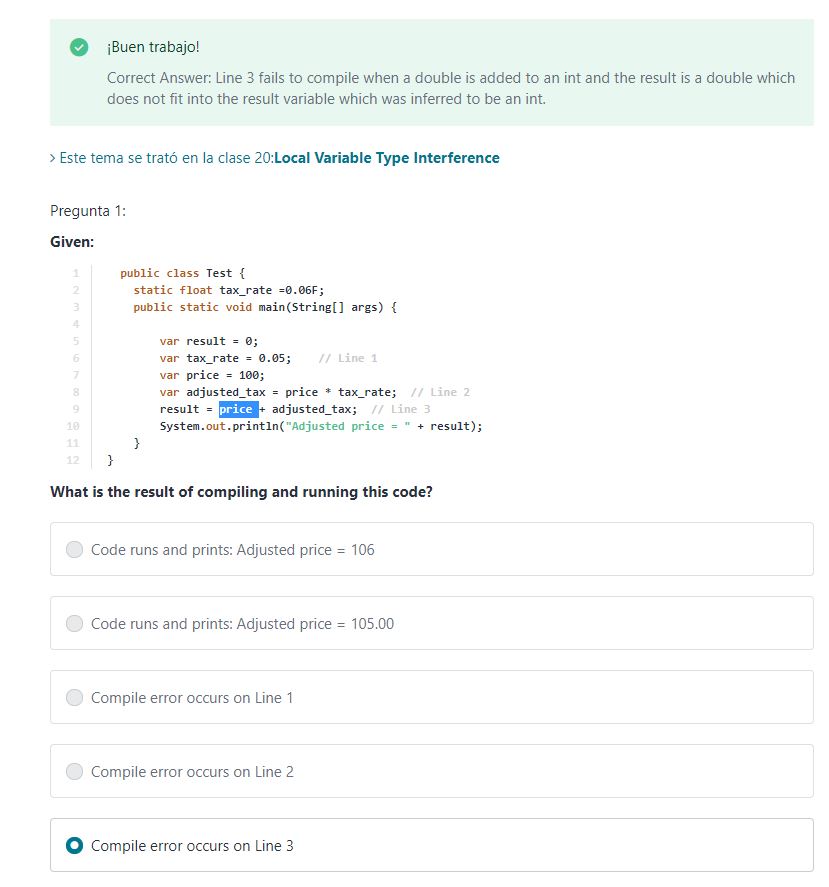 ¡Buen trabajo!
Correct Answer: Line 3 fails to compile when a double is added to an int and the result is a double which
does not fit into the result variable which was inferred to be an int.
> Este tema se trató en la clase 20:Local Variable Type Interference
Pregunta 1:
Given:
1 public class Test {
2 static float tax_rate =0.06F;
3 public static void main(String[] args) {
4
5 var result = 0;
6 var tax_rate = 0.05; // Line 1
7 var price = 100;
8 var adjusted_tax = price * tax_rate; // Line 2
9 result = price + adjusted_tax; // Line 3
10 System.out.println("Adjusted price = " + result);
11 }
12 }
What is the result of compiling and running this code?
Code runs and prints: Adjusted price = 106
Code runs and prints: Adjusted price = 105.00
Compile error occurs on Line 1
Compile error occurs on Line 2
Compile error occurs on Line 3